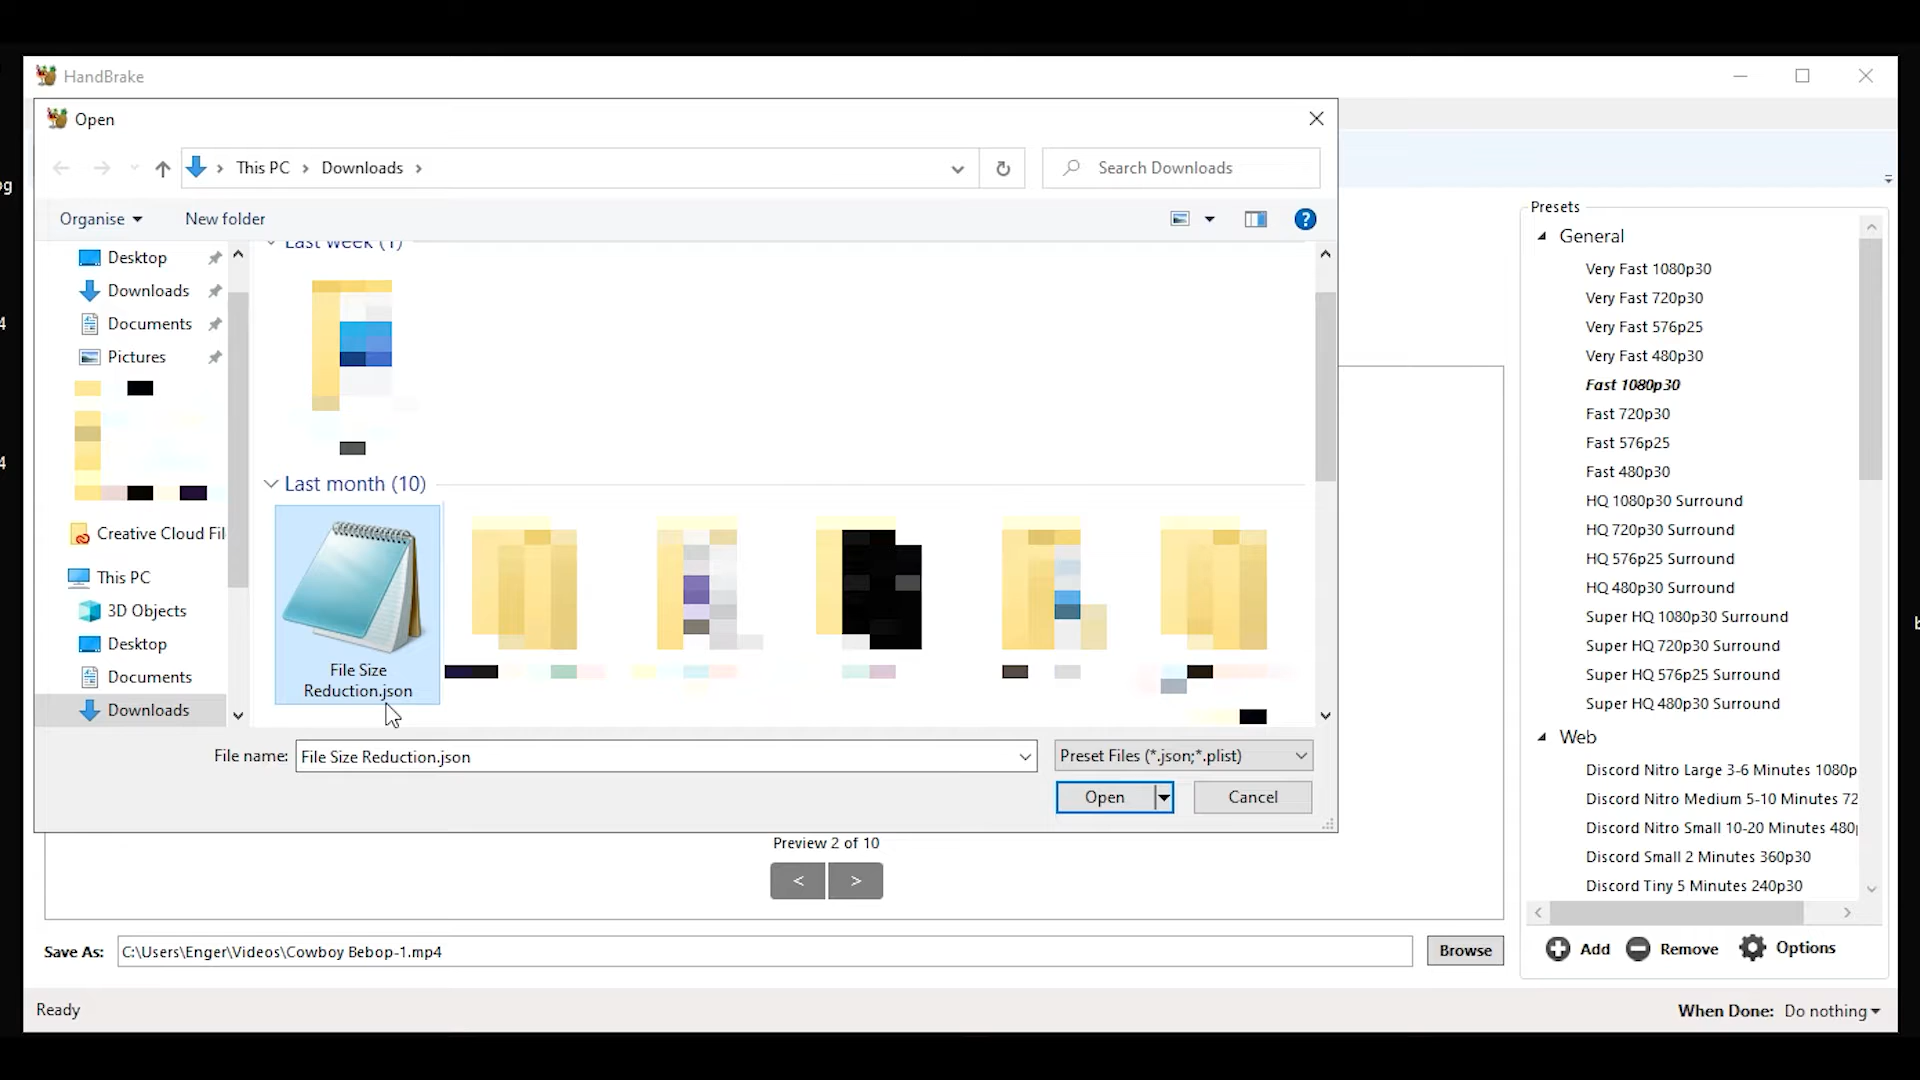 HandBrake
Open
This PC
Downloads
Search Downloads
Organise
New folder
Last week (1)
Desktop
Downloads
Documents
Pictures
Creative Cloud Fil
This PC
3D Objects
Desktop
Documents
Downloads
Last month (10)
File Size
Reduction.json
File name:
File Size Reduction.json
Preset Files (*.json;*.plist)
Open
Cancel
Preview 2 of 10
<
>
Save As:
C:\Users\Enger\Videos\Cowboy Bebop-1.mp4
Browse
Presets
General
Very Fast 1080p30
Very Fast 720p30
Very Fast 576p25
Very Fast 480p30
Fast 1080p30
Fast 720p30
Fast 576p25
Fast 480p30
HQ 1080p30 Surround
HQ 720p30 Surround
HQ 576p25 Surround
HQ 480p30 Surround
Super HQ 1080p30 Surround
Super HQ 720p30 Surround
Super HQ 576p25 Surround
Super HQ 480p30 Surround
Web
Discord Nitro Large 3-6 Minutes 1080p
Discord Nitro Medium 5-10 Minutes 72
Discord Nitro Small 10-20 Minutes 480p
Discord Small 2 Minutes 360p30
Discord Tiny 5 Minutes 240p30
Add
Remove
Options
Ready
When Done: Do nothing